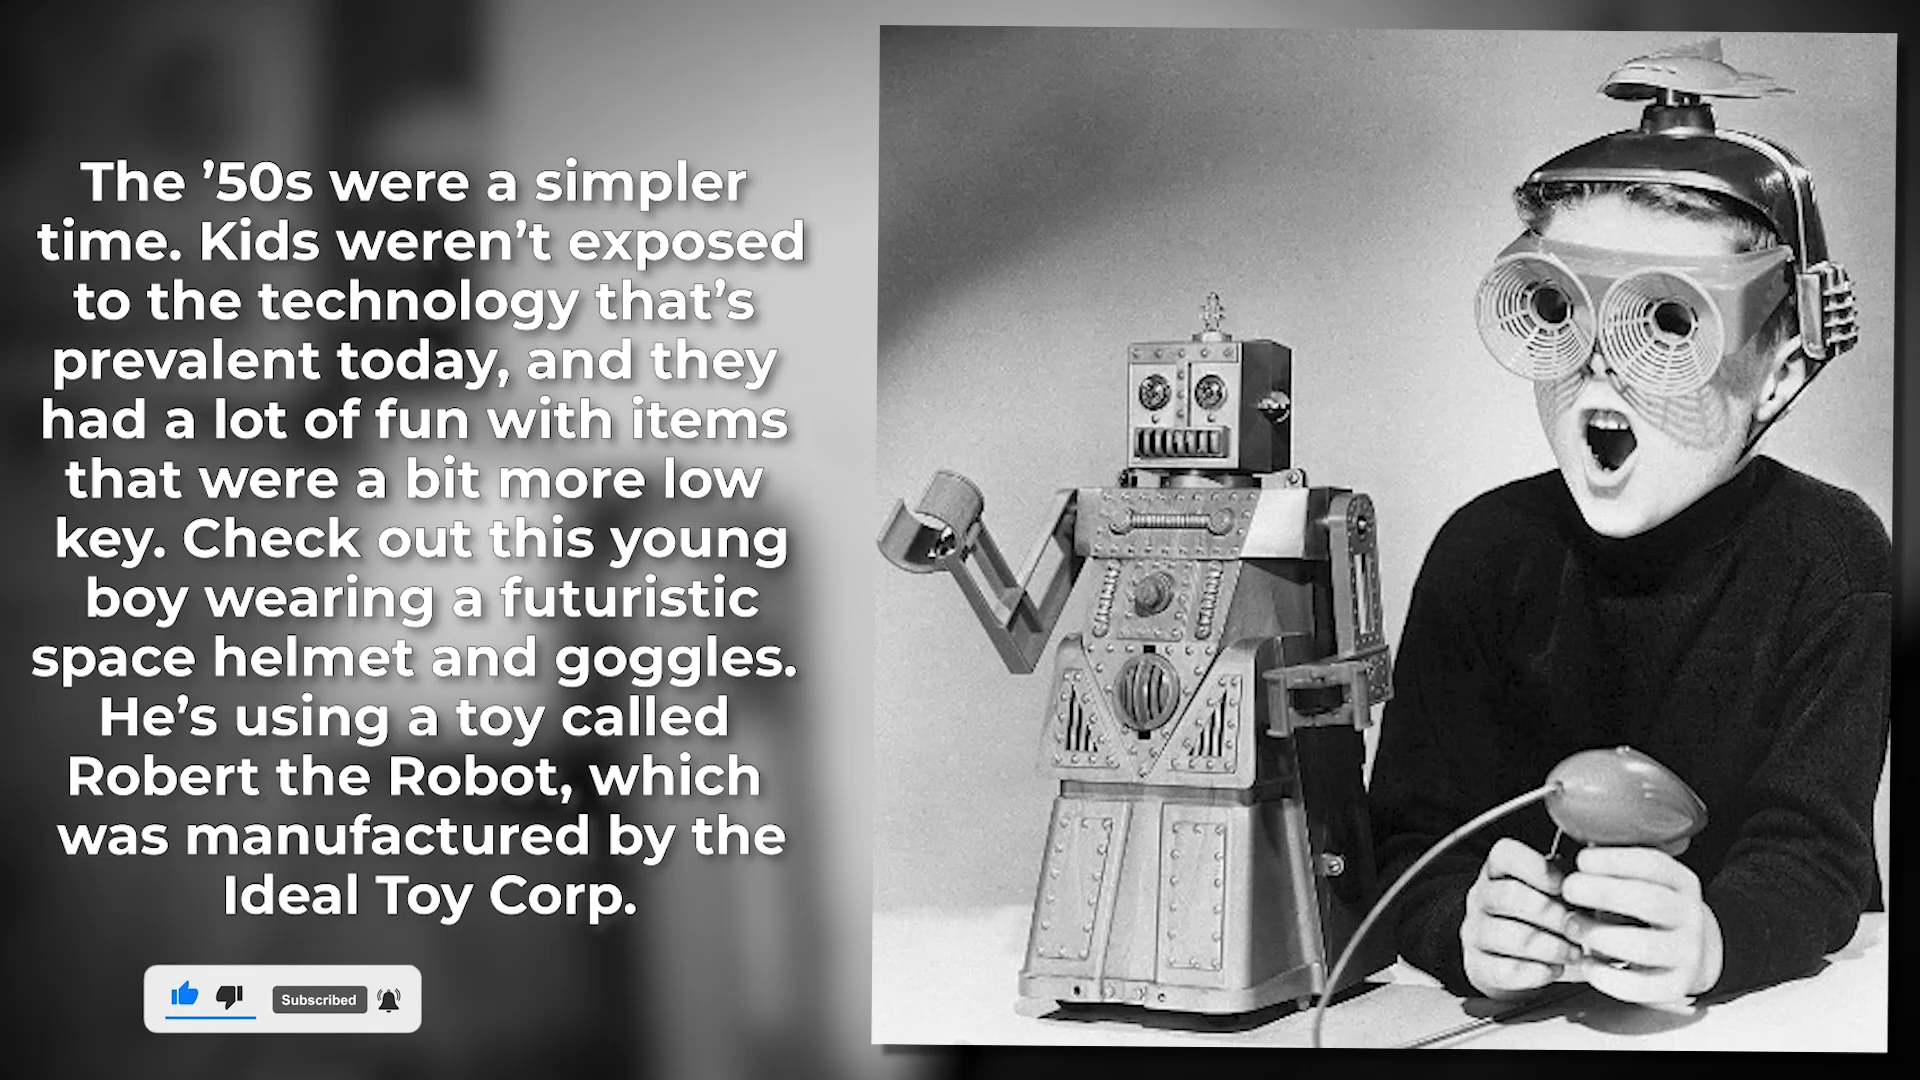 The ’50s were a simpler
time. Kids weren’t exposed
to the technology that’s
prevalent today, and they
had a lot of fun with items
that were a bit more low
key. Check out this young
boy wearing a futuristic
space helmet and goggles.
He’s using a toy called
Robert the Robot, which
was manufactured by the
Ideal Toy Corp.
Subscribed